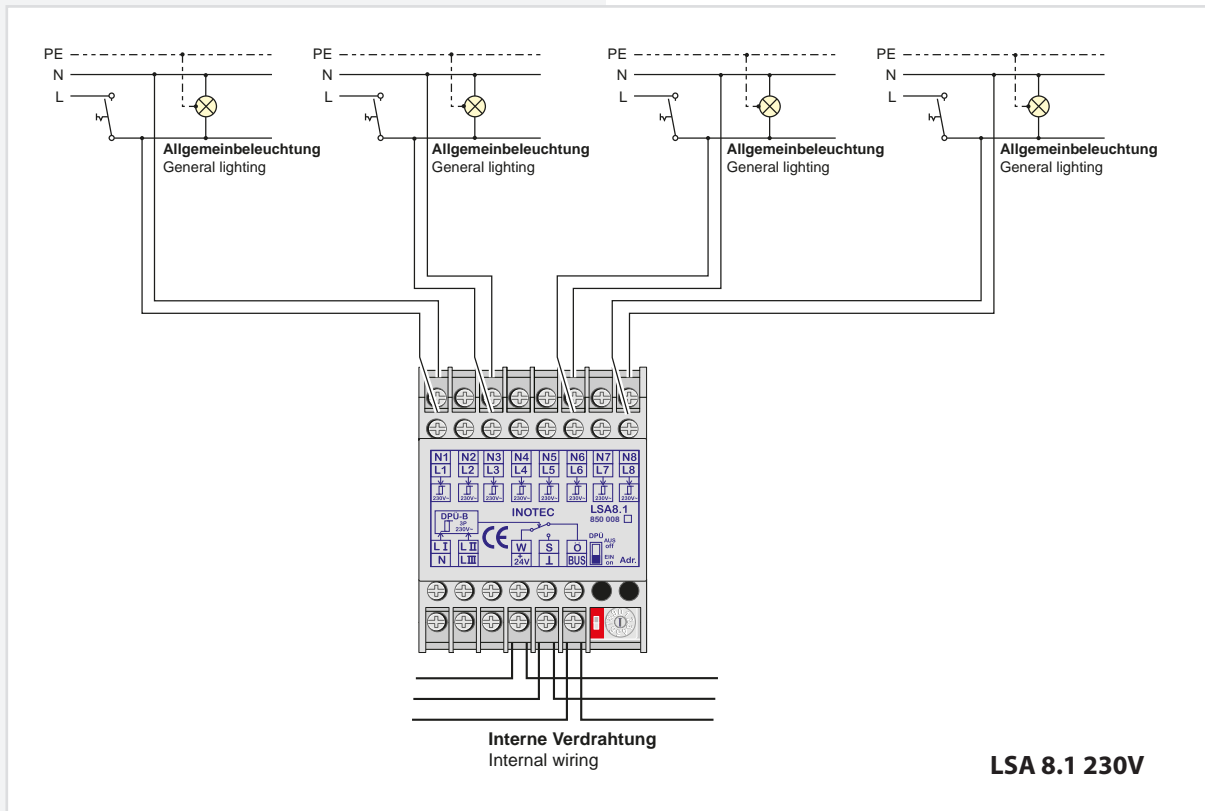 PE PE PE PE
N N N N
L L L L
Allgemeinbeleuchtung Allgemeinbeleuchtung Allgemeinbeleuchtung Allgemeinbeleuchtung
General lighting General lighting General lighting General lighting
N1 N2 N3 N4 N5 N6 N7 N8
L1 L2 L3 L4 L5 L6 L7 L8
230V~ 230V~ 230V~ 230V~ 230V~ 230V~ 230V~ 230V~
DPÜ-B
3P
230V~
INOTEC
LSA8.1
850 008
CE
DPÜ
AUS
off
EIN
on
Adr.
L I L II W S O
N L III + 24V ⊥ BUS
Interne Verdrahtung
Internal wiring
LSA 8.1 230V